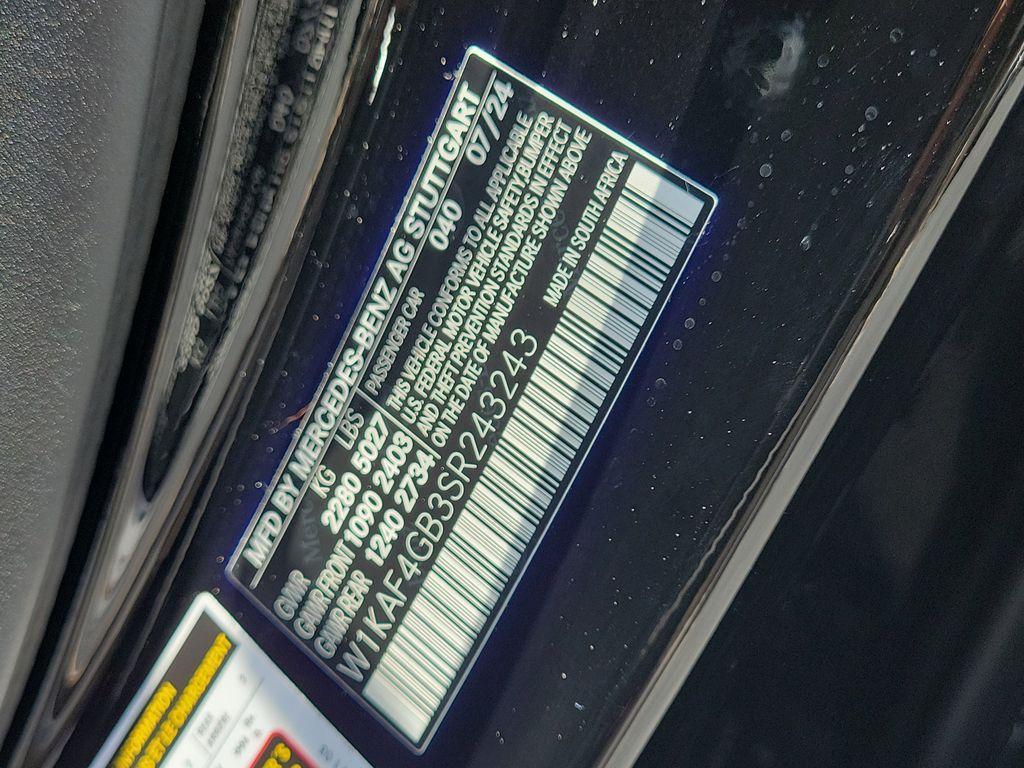 MFD BY MERCEDES-BENZ AG STUTTGART
KG LBS PASSENGER CAR 040 07/24
GVWR 2280 5027
GAWR FRONT 1090 2403
GAWR REAR 1240 2734
THIS VEHICLE CONFORMS TO ALL APPLICABLE
U.S. FEDERAL MOTOR VEHICLE SAFETY BUMPER
AND THEFT PREVENTION STANDARDS IN EFFECT
ON THE DATE OF MANUFACTURE SHOWN ABOVE
MADE IN SOUTH AFRICA
W1KAF4GB3SR243243
INFORMATION